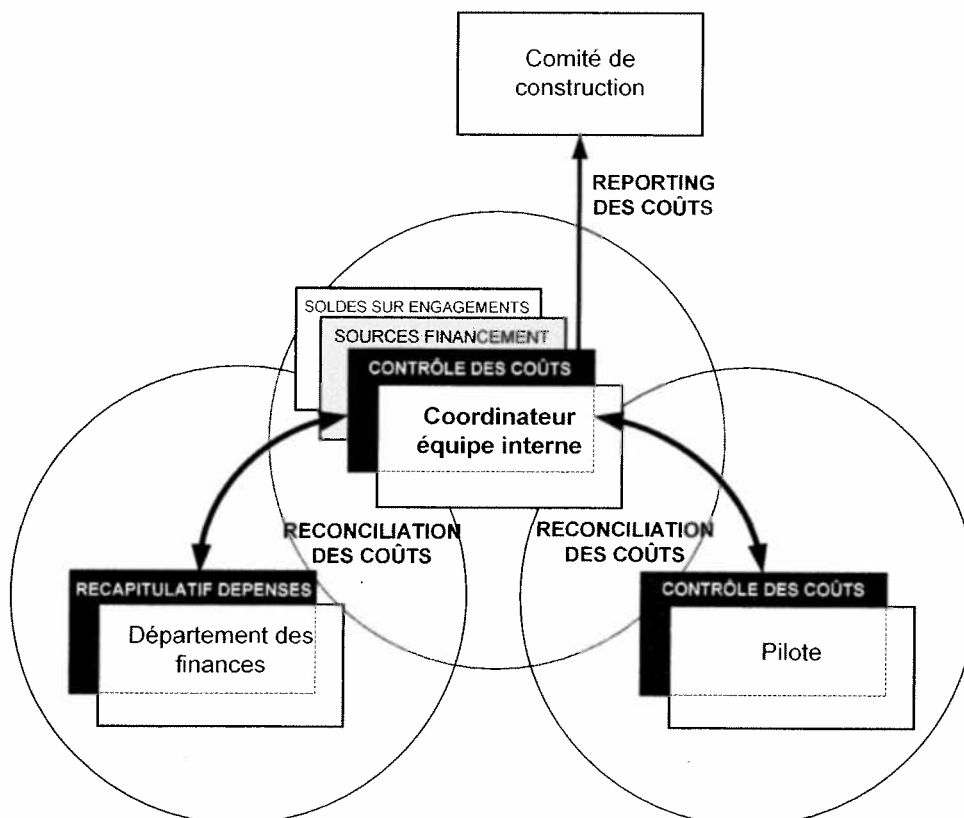 Comité de
construction
REPORTING
DES COÛTS
SOLDES SUR ENGAGEMENTS
SOURCES FINANCEMENT
CONTRÔLE DES COÛTS
Coordinateur
équipe interne
RECONCILIATION
DES COÛTS
RECONCILIATION
DES COÛTS
RECAPITULATIF DEPENSES
Département des
finances
CONTRÔLE DES COÛTS
Pilote